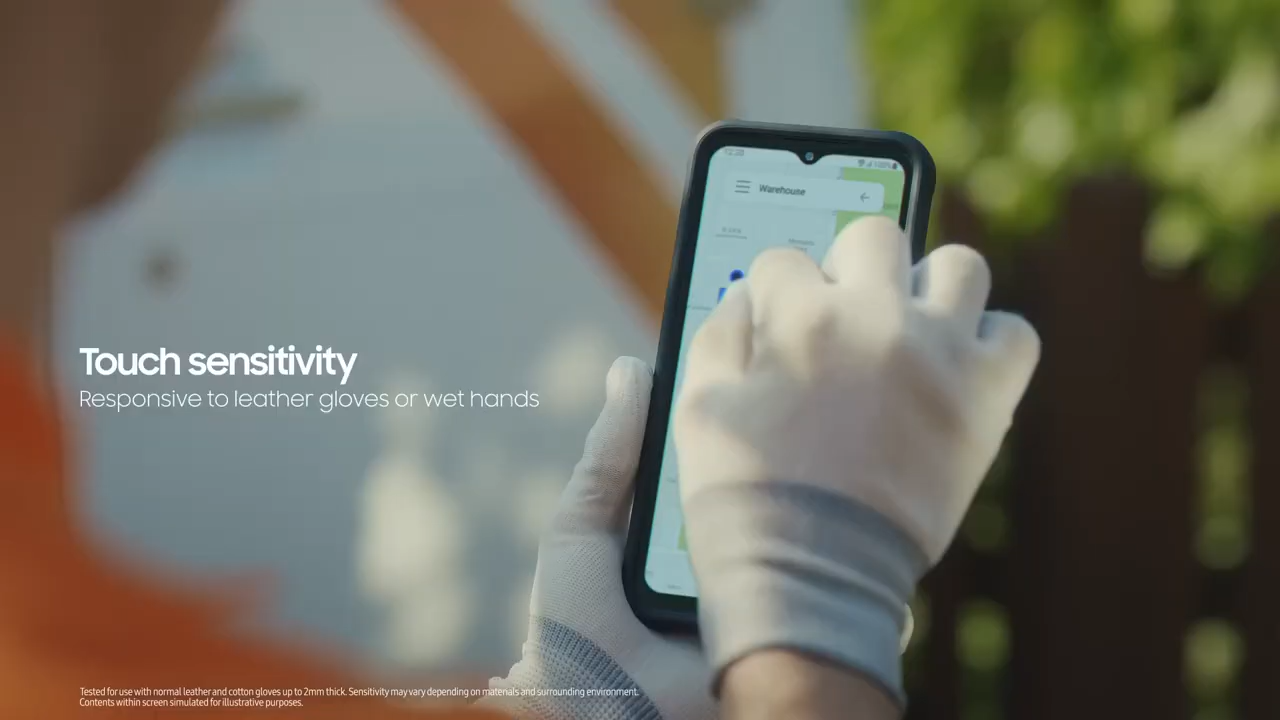 Warehouse
Touch sensitivity
Responsive to leather gloves or wet hands
Tested for use with normal leather and cotton gloves up to 2mm thick. Sensitivity may vary depending on materials and surrounding environment.
Contents within screen simulated for illustrative purposes.